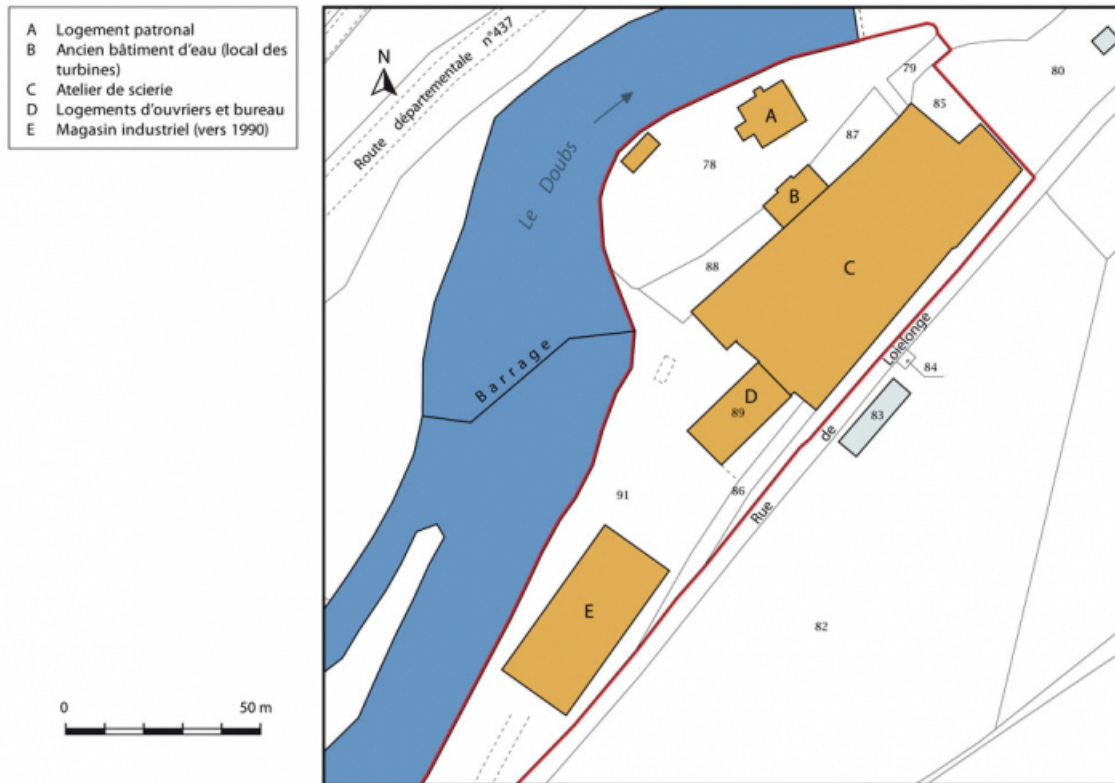 A Logement patronal
B Ancien bâtiment d'eau (local des
turbines)
C Atelier de scierie
D Logements d'ouvriers et bureau
E Magasin industriel (vers 1990)
N
Route départementale n°437
Le Doubs
Barrage
79
80
85
A
87
78
B
88
C
84
D
89
83
Rue de Loielonge
86
91
E
82
0 50 m